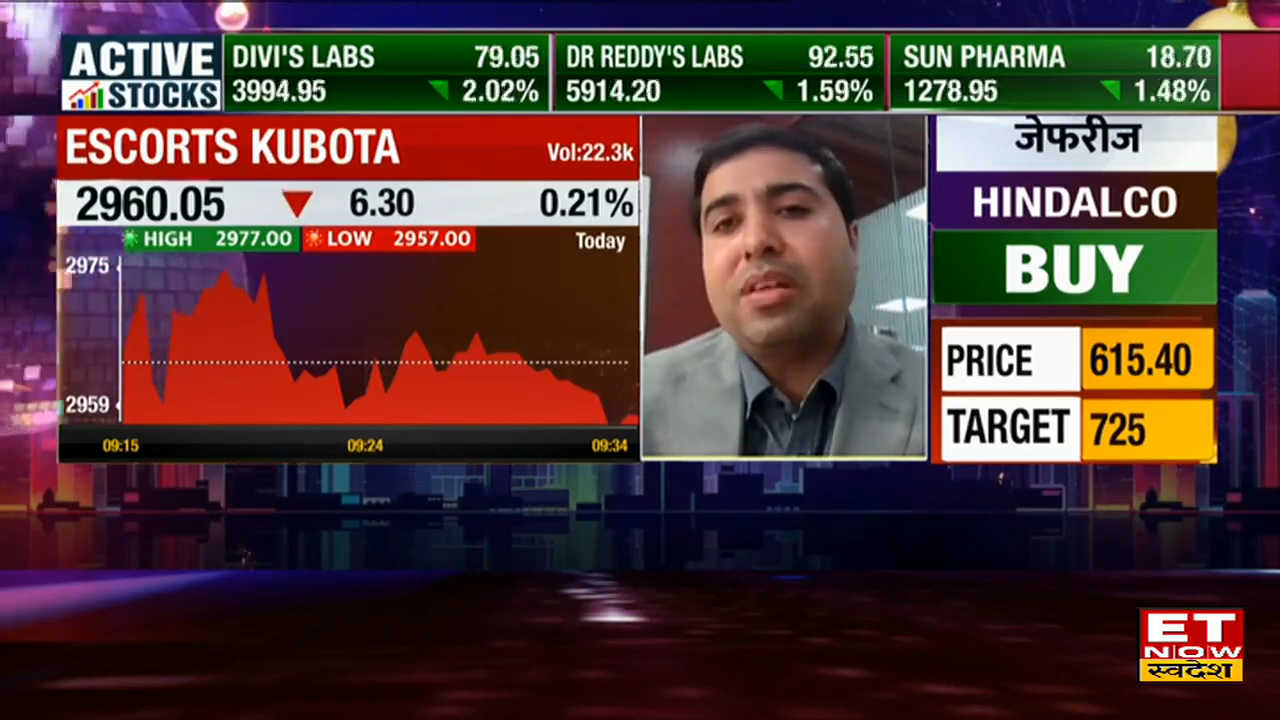 ACTIVE STOCKS
DIVI'S LABS 79.05
3994.95 2.02%
DR REDDY'S LABS 92.55
5914.20 1.59%
SUN PHARMA 18.70
1278.95 1.48%
ESCORTS KUBOTA Vol:22.3k
2960.05 6.30 0.21%
HIGH 2977.00 LOW 2957.00 Today
2975
2959
09:15 09:24 09:34
जेफरीज
HINDALCO
BUY
PRICE 615.40
TARGET 725
ET
NOW
स्वदेश